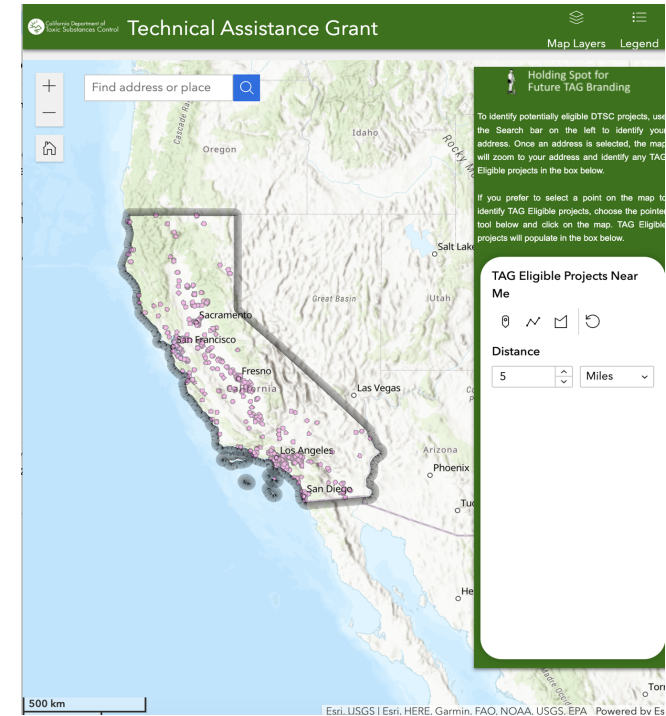 California Department of
Toxic Substances Control
Technical Assistance Grant
Map Layers
Legend
Find address or place
Holding Spot for
Future TAG Branding
To identify potentially eligible DTSC projects, use
the Search bar on the left to identify your
address. Once an address is selected, the map
will zoom to your address and identify any TAG
Eligible projects in the box below.
If you prefer to select a point on the map to
identify TAG Eligible projects, choose the pointer
tool below and click on the map. TAG Eligible
projects will populate in the box below.
TAG Eligible Projects Near
Me
Distance
5
Miles
Cascade Ra
Oregon
Idaho
Rocky M
Salt Lake
Great Basin
Utah
Sacramento
San Francisco
Fresno
California
Las Vegas
Los Angeles
Arizona
Phoenix
San Diego
Tuc
He
Madre Occid
Torr
500 km
Esri, USGS | Esri, HERE, Garmin, FAO, NOAA, USGS, EPA
Powered by Es